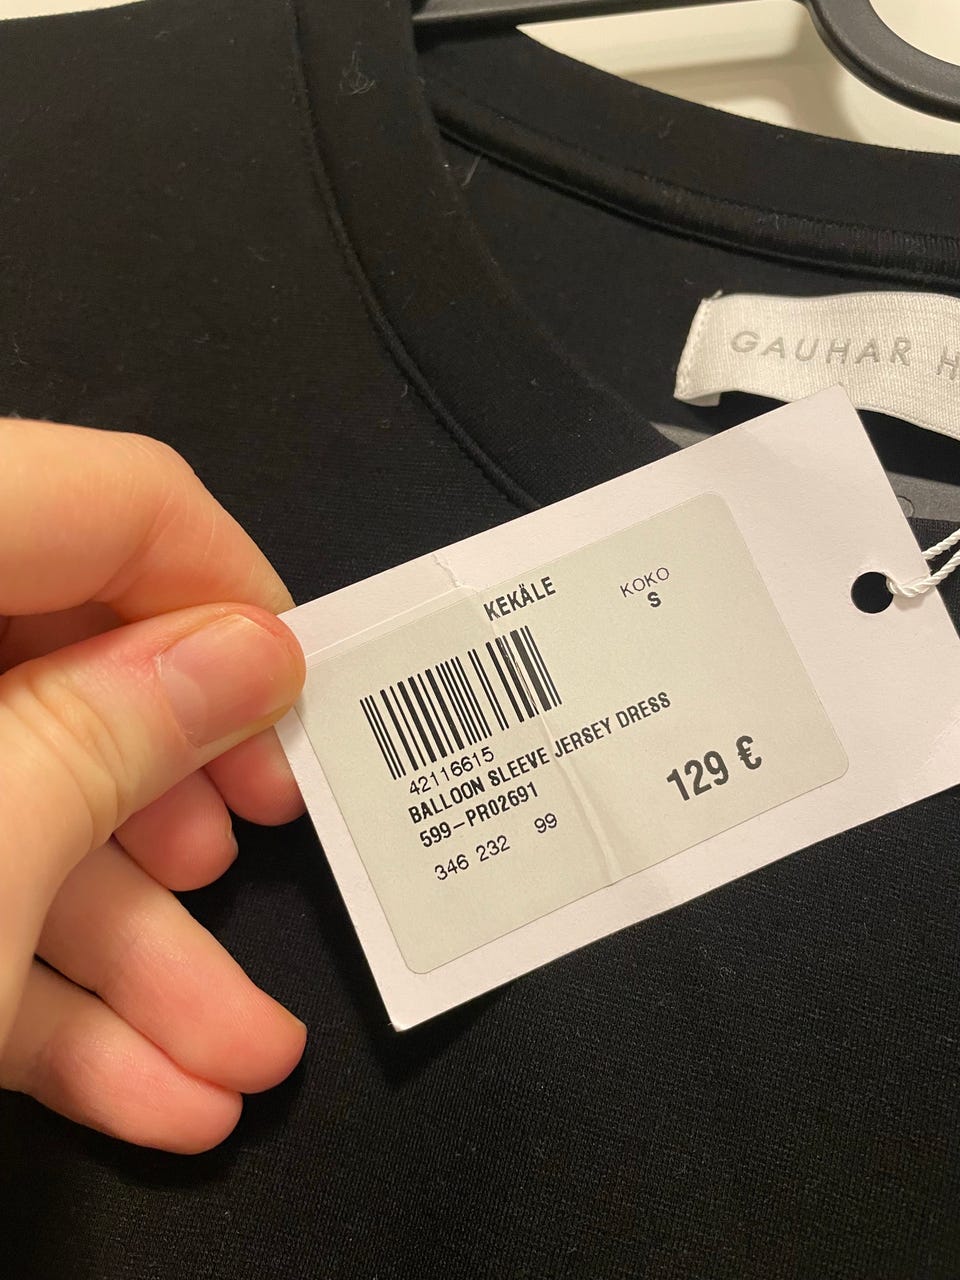 GAUHAR H
KEKÄLE
KOKO
S
42116615
BALLOON SLEEVE JERSEY DRESS
599-PR02691
129 €
346 232 99